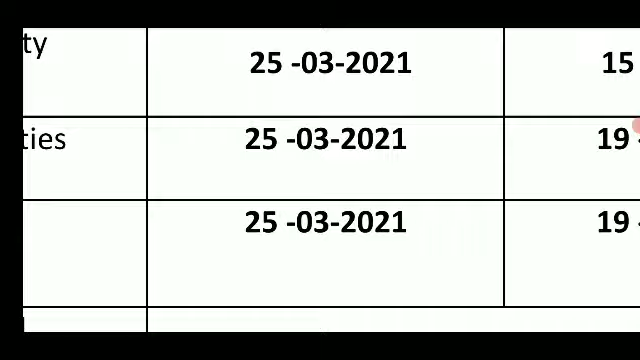 ty 25 -03-2021 15
ties 25 -03-2021 19 -
25 -03-2021 19 -